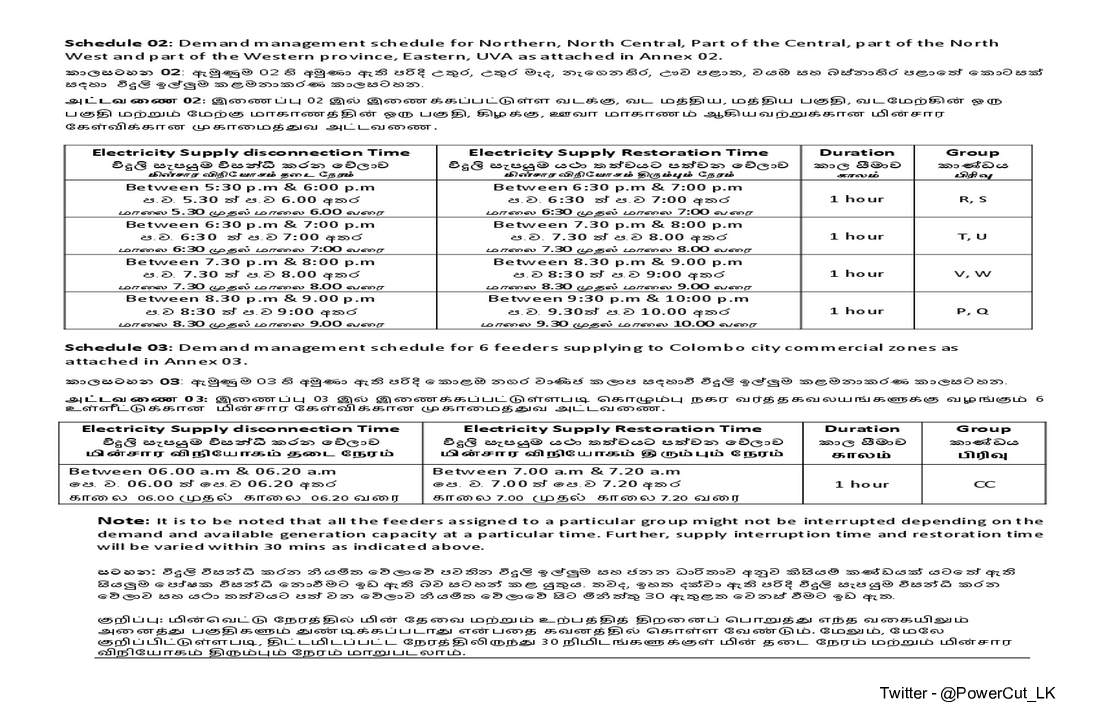 Schedule 02: Demand management schedule for Northern, North Central, Part of the Central, part of the North
West and part of the Western province, Eastern, UVA as attached in Annex 02.
කාලසටහන 02: ඇමුණුම 02 හි අමුණා ඇති පරිදි උතුර, උතුර මැද, නැගෙනහිර, ඌව පළාත, වයඹ සහ බස්නාහිර පළාතේ කොටසක්
සඳහා විදුලි ඉල්ලුම කළමනාකරණ කාලසටහන.
அட்டவணை 02: இணைப்பு 02 இல் இணைக்கப்பட்டுள்ள வடக்கு, வட மத்திய, மத்திய பகுதி, வடமேற்கின் ஒரு
பகுதி மற்றும் மேற்கு மாகாணத்தின் ஒரு பகுதி, கிழக்கு, ஊவா மாகாணம் ஆகியவற்றுக்கான மின்சார
கேள்விக்கான முகாமைத்துவ அட்டவணை.
Electricity Supply disconnection Time Electricity Supply Restoration Time Duration Group
විදුලි සැපයුම විසන්ධි කරන වේලාව විදුලි සැපයුම යථා තත්වයට පත්වන වේලාව කාල සීමාව කාණ්ඩය
மின்சார விநியோகம் தடை நேரம் மின்சார விநியோகம் திரும்பும் நேரம் காலம் பிரிவு
Between 5:30 p.m & 6:00 p.m Between 6:30 p.m & 7:00 p.m
ප.ව. 5.30 ත් ප.ව 6.00 අතර ප.ව. 6:30 ත් ප.ව 7:00 අතර 1 hour R, S
மாலை 5.30 முதல் மாலை 6.00 வரை மாலை 6:30 முதல் மாலை 7:00 வரை
Between 6:30 p.m & 7:00 p.m Between 7.30 p.m & 8:00 p.m
ප.ව. 6:30 ත් ප.ව 7:00 අතර ප.ව. 7.30 ත් ප.ව 8.00 අතර 1 hour T, U
மாலை 6:30 முதல் மாலை 7:00 வரை மாலை 7.30 முதல் மாலை 8.00 வரை
Between 7.30 p.m & 8:00 p.m Between 8.30 p.m & 9.00 p.m
ප.ව. 7.30 ත් ප.ව 8.00 අතර ප.ව 8:30 ත් ප.ව 9:00 අතර 1 hour V, W
மாலை 7.30 முதல் மாலை 8.00 வரை மாலை 8.30 முதல் மாலை 9.00 வரை
Between 8.30 p.m & 9.00 p.m Between 9:30 p.m & 10:00 p.m
ප.ව 8:30 ත් ප.ව 9:00 අතර ප.ව. 9.30ත් ප.ව 10.00 අතර 1 hour P, Q
மாலை 8.30 முதல் மாலை 9.00 வரை மாலை 9.30 முதல் மாலை 10.00 வரை
Schedule 03: Demand management schedule for 6 feeders supplying to Colombo city commercial zones as
attached in Annex 03.
කාලසටහන 03: ඇමුණුම 03 හි අමුණා ඇති පරිදි කොළඹ නගර වාණිජ කලාප සඳහාවී විදුලි ඉල්ලුම කළමනාකරණ කාලසටහන.
அட்டவணை 03: இணைப்பு 03 இல் இணைக்கப்பட்டுள்ளபடி கொழும்பு நகர வர்த்தகவலயங்களுக்கு வழங்கும் 6
உள்ளீட்டுக்கான மின்சார கேள்விக்கான முகாமைத்துவ அட்டவணை.
Electricity Supply disconnection Time Electricity Supply Restoration Time Duration Group
විදුලි සැපයුම විසන්ධි කරන වේලාව විදුලි සැපයුම යථා තත්වයට පත්වන වේලාව කාල සීමාව කාණ්ඩය
மின்சார விநியோகம் தடை நேரம் மின்சார விநியோகம் திரும்பும் நேரம் காலம் பிரிவு
Between 06.00 a.m & 06.20 a.m Between 7.00 a.m & 7.20 a.m
පෙ. ව. 06.00 ත් පෙ.ව 06.20 අතර පෙ. ව. 7.00 ත් පෙ.ව 7.20 අතර 1 hour CC
காலை 06.00 முதல் காலை 06.20 வரை காலை 7.00 முதல் காலை 7.20 வரை
Note: It is to be noted that all the feeders assigned to a particular group might not be interrupted depending on the
demand and available generation capacity at a particular time. Further, supply interruption time and restoration time
will be varied within 30 mins as indicated above.
සටහන: විදුලි විසන්ධි කරන නියමිත වේලාවේ පවතින විදුලි ඉල්ලුම සහ ජනන ධාරිතාව අනුව කිසියම් කණ්ඩයක් යටතේ ඇති
සියලුම පෝෂක විසන්ධි නොවීමට ඉඩ ඇති බව සටහන් කළ යුතුය. තවද, ඉහත දක්වා ඇති පරිදි විදුලි සැපයුම විසන්ධි කරන
වේලාව සහ යථා තත්වයට පත් වන වේලාව නියමිත වේලාවේ සිට මිනිත්තු 30 ඇතුළත වෙනස් වීමට ඉඩ ඇත.
குறிப்பு: மின்வெட்டு நேரத்தில் மின் தேவை மற்றும் உற்பத்தித் திறனைப் பொறுத்து எந்த வகையிலும்
அனைத்து பகுதிகளும் துண்டிக்கப்படாது என்பதை கவனத்தில் கொள்ள வேண்டும். மேலும், மேலே
குறிப்பிட்டுள்ளபடி, திட்டமிடப்பட்ட நேரத்திலிருந்து 30 நிமிடங்களுக்குள் மின் தடை நேரம் மற்றும் மின்சார
விநியோகம் திரும்பும் நேரம் மாறுபடலாம்.
Twitter - @PowerCut_LK